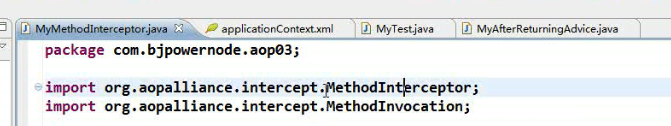 MyMethodInterceptor.java applicationContext.xml MyTest.java MyAfterReturningAdvice.java
package com.bjpowernode.aop03;
import org.aopalliance.intercept.MethodInterceptor;
import org.aopalliance.intercept.MethodInvocation;